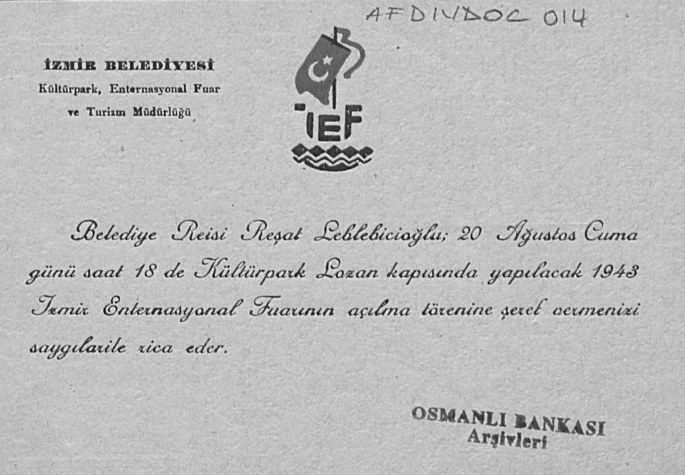 AFDIVDOC 014
İZMİR BELEDİYESİ
Kültürpark, Enternasyonal Fuar
ve Turizm Müdürlüğü
İEF
Belediye Reisi Reşat Leblebicioğlu; 20 Ağustos Cuma
günü saat 18 de Kültürpark Lozan kapısında yapılacak 1943
İzmir Enternasyonal Fuarının açılma törenine şeref vermenizi
saygılarile rica eder.
OSMANLI BANKASI
Arşivleri